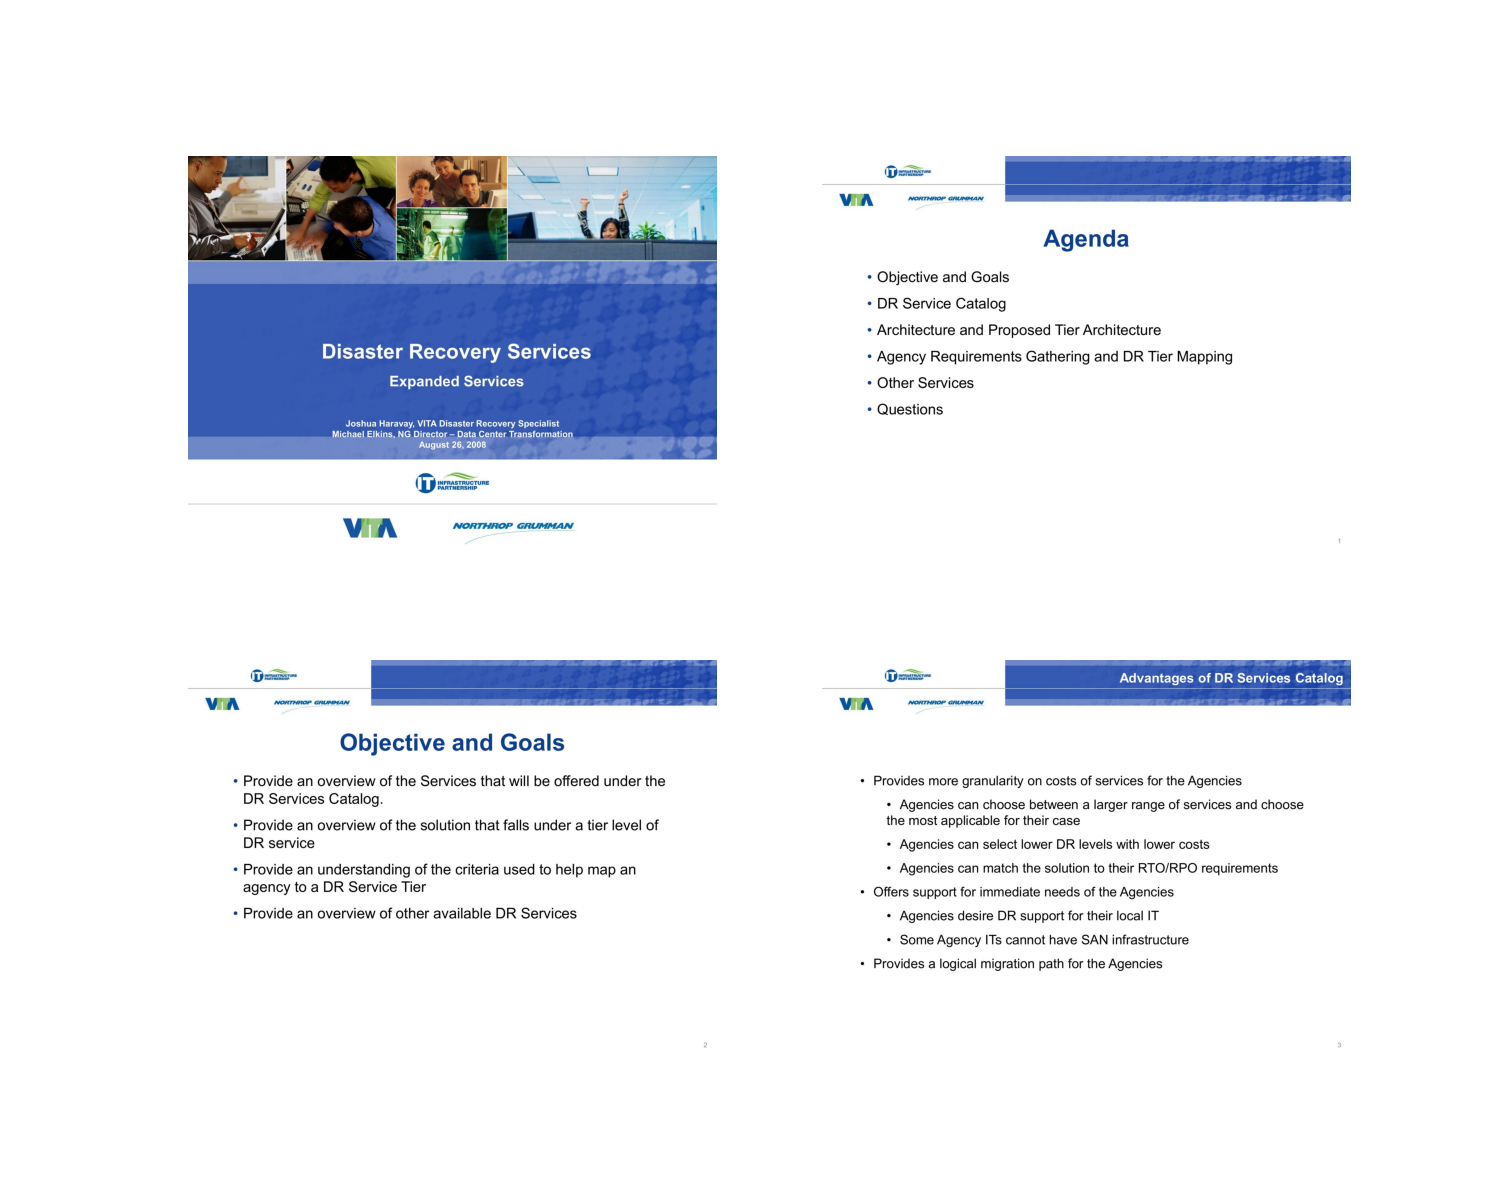 Disaster Recovery Services
Expanded Services
Joshua Haravay, VITA Disaster Recovery Specialist
Michael Elkins, NG Director – Data Center Transformation
August 26, 2008
IT INFRASTRUCTURE
PARTNERSHIP
VITA
NORTHROP GRUMMAN
IT INFRASTRUCTURE
PARTNERSHIP
VITA
NORTHROP GRUMMAN
Agenda
• Objective and Goals
• DR Service Catalog
• Architecture and Proposed Tier Architecture
• Agency Requirements Gathering and DR Tier Mapping
• Other Services
• Questions
1
IT INFRASTRUCTURE
PARTNERSHIP
VITA
NORTHROP GRUMMAN
Objective and Goals
• Provide an overview of the Services that will be offered under the
DR Services Catalog.
• Provide an overview of the solution that falls under a tier level of
DR service
• Provide an understanding of the criteria used to help map an
agency to a DR Service Tier
• Provide an overview of other available DR Services
2
IT INFRASTRUCTURE
PARTNERSHIP
VITA
NORTHROP GRUMMAN
Advantages of DR Services Catalog
• Provides more granularity on costs of services for the Agencies
• Agencies can choose between a larger range of services and choose
the most applicable for their case
• Agencies can select lower DR levels with lower costs
• Agencies can match the solution to their RTO/RPO requirements
• Offers support for immediate needs of the Agencies
• Agencies desire DR support for their local IT
• Some Agency ITs cannot have SAN infrastructure
• Provides a logical migration path for the Agencies
3